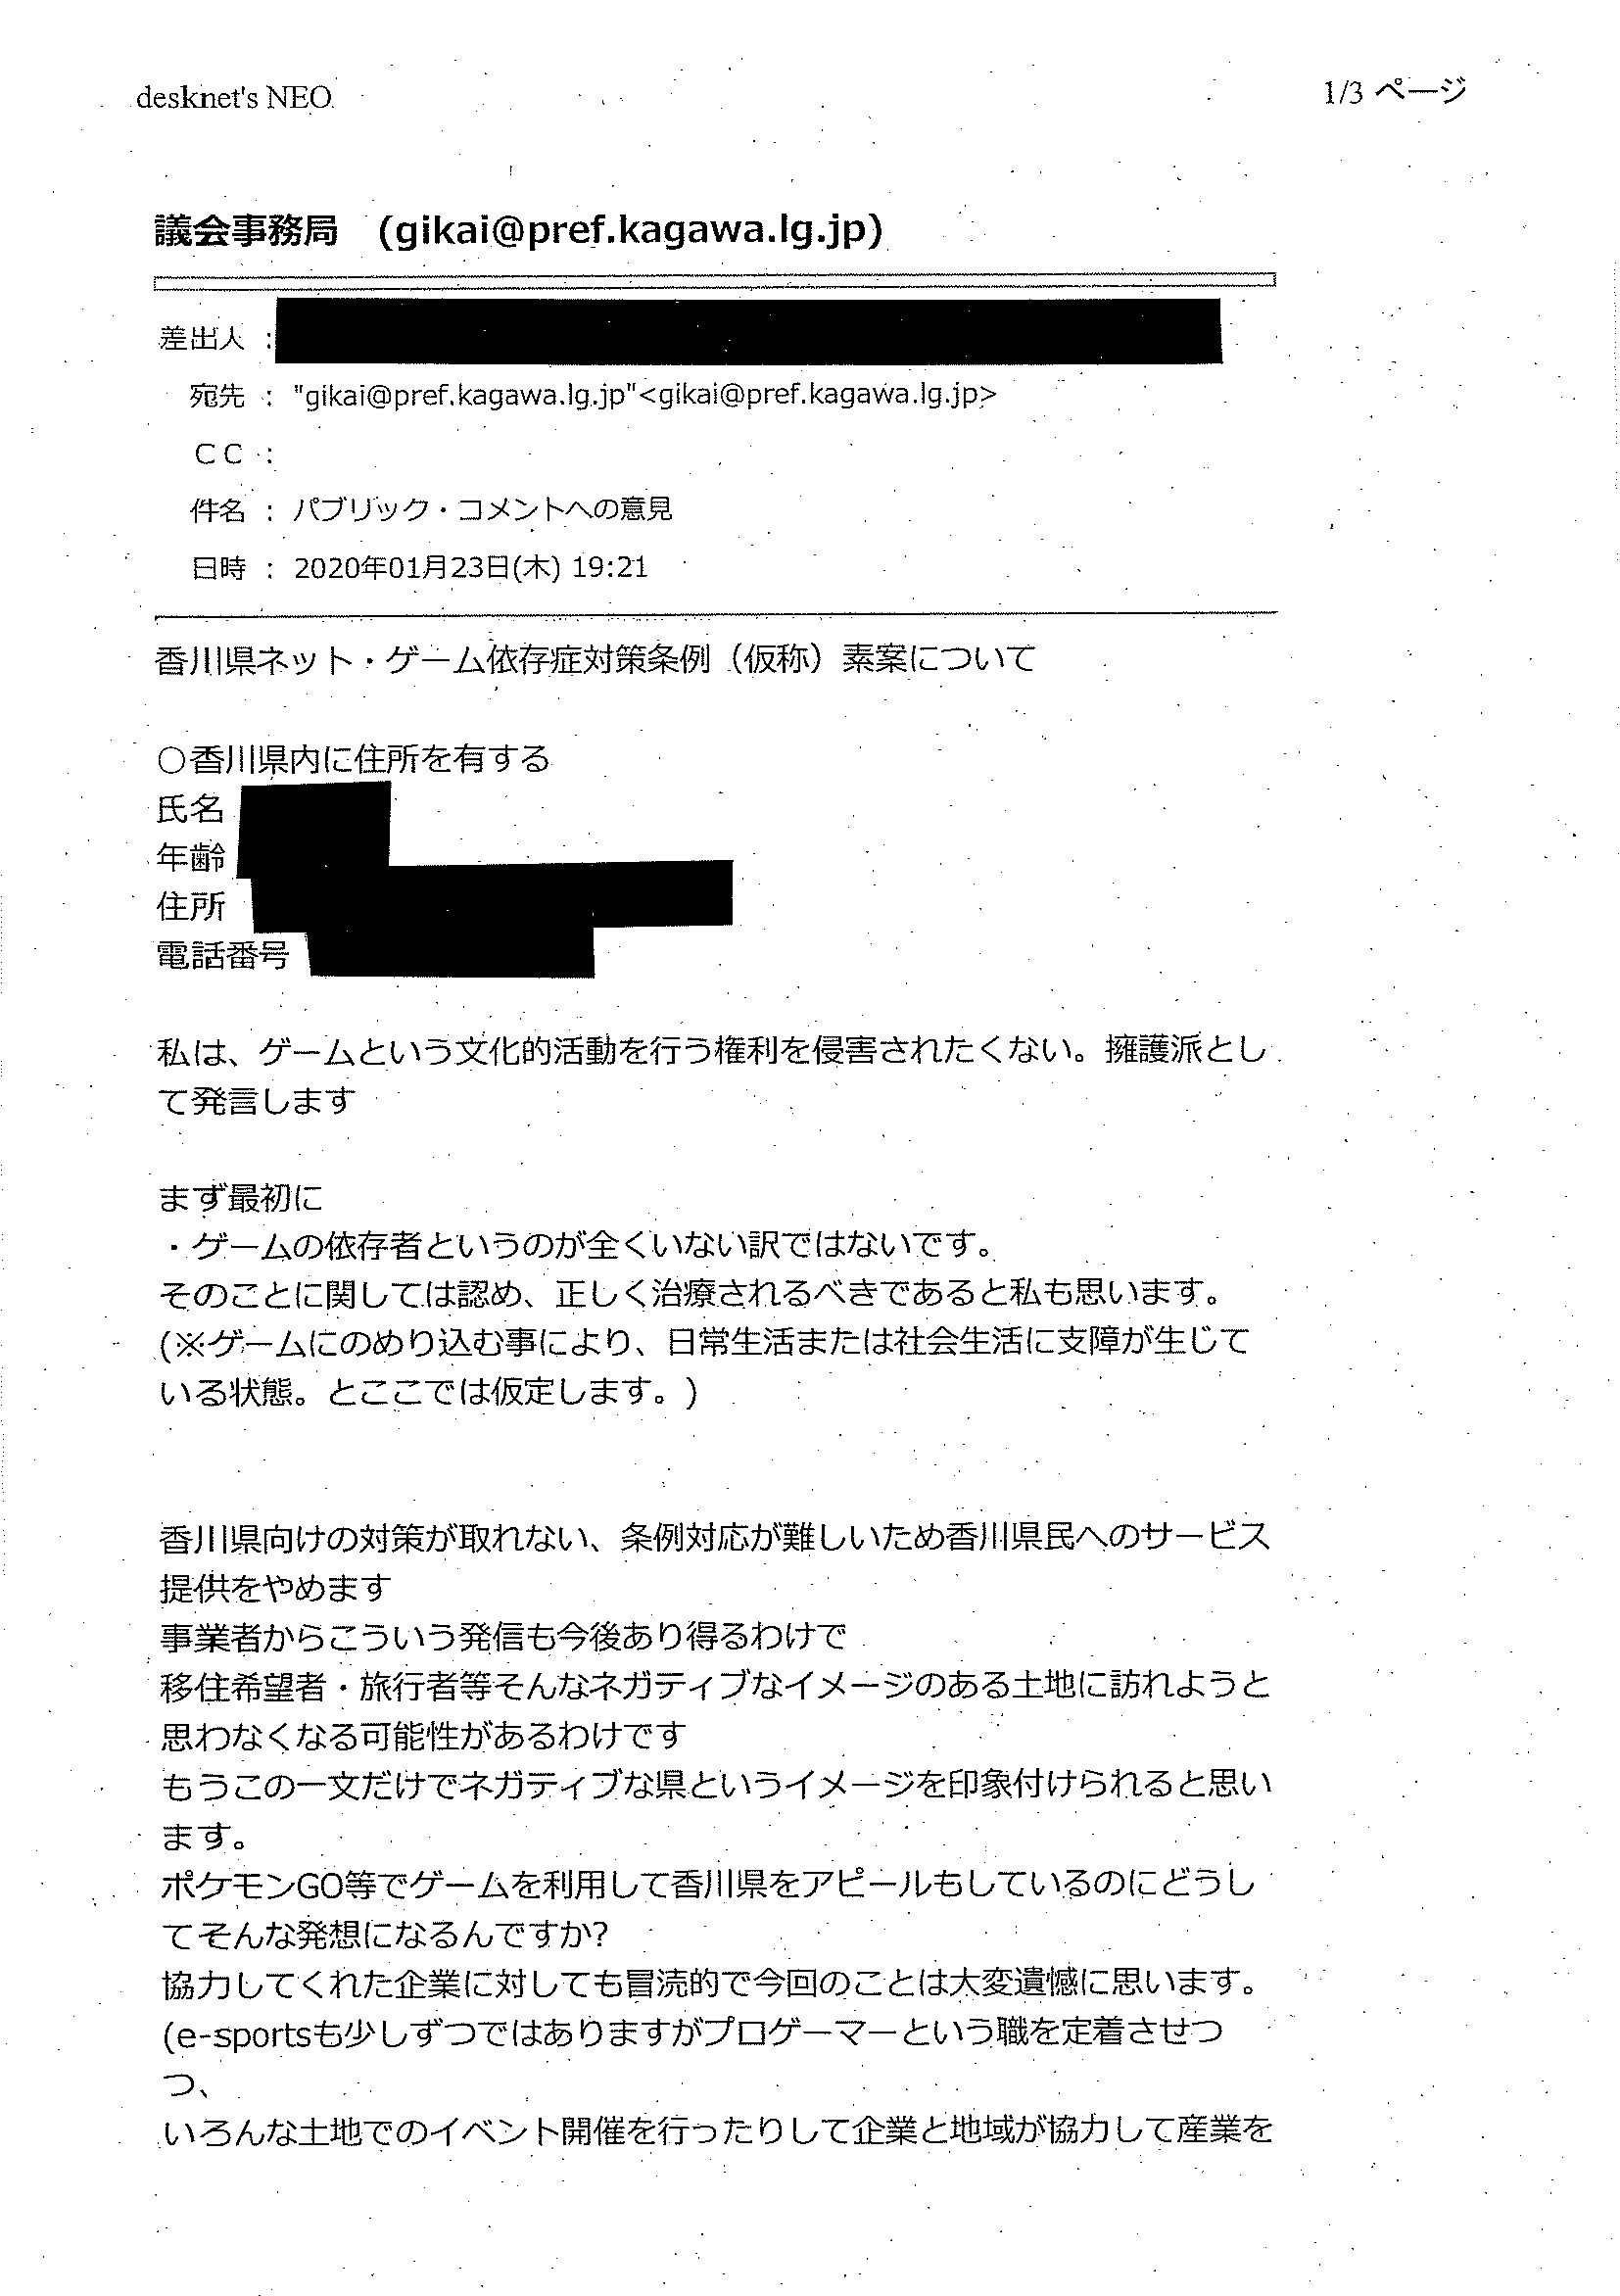 desknet's NEO
1/3 ページ
議会事務局 (gikai@pref.kagawa.lg.jp)
差出人 :
宛先 : "gikai@pref.kagawa.lg.jp"<gikai@pref.kagawa.lg.jp>
ＣＣ :
件名 : パブリック・コメントへの意見
日時 : 2020年01月23日(木) 19:21
香川県ネット・ゲーム依存症対策条例（仮称）素案について
○香川県内に住所を有する
氏名
年齢
住所
電話番号
私は、ゲームという文化的活動を行う権利を侵害されたくない。擁護派とし
て発言します
まず最初に
・ゲームの依存者というのが全くいない訳ではないです。
そのことに関しては認め、正しく治療されるべきであると私も思います。
(※ゲームにのめり込む事により、日常生活または社会生活に支障が生じて
いる状態。とここでは仮定します。)
香川県向けの対策が取れない、条例対応が難しいため香川県民へのサービス
提供をやめます
事業者からこういう発信も今後あり得るわけで
移住希望者・旅行者等そんなネガティブなイメージのある土地に訪れようと
思わなくなる可能性があるわけです
もうこの一文だけでネガティブな県というイメージを印象付けられると思い
ます。
ポケモンGO等でゲームを利用して香川県をアピールもしているのにどうし
てそんな発想になるんですか?
協力してくれた企業に対しても冒涜的で今回のことは大変遺憾に思います。
(e-sportsも少しずつではありますがプロゲーマーという職を定着させつ
つ、
いろんな土地でのイベント開催を行ったりして企業と地域が協力して産業を